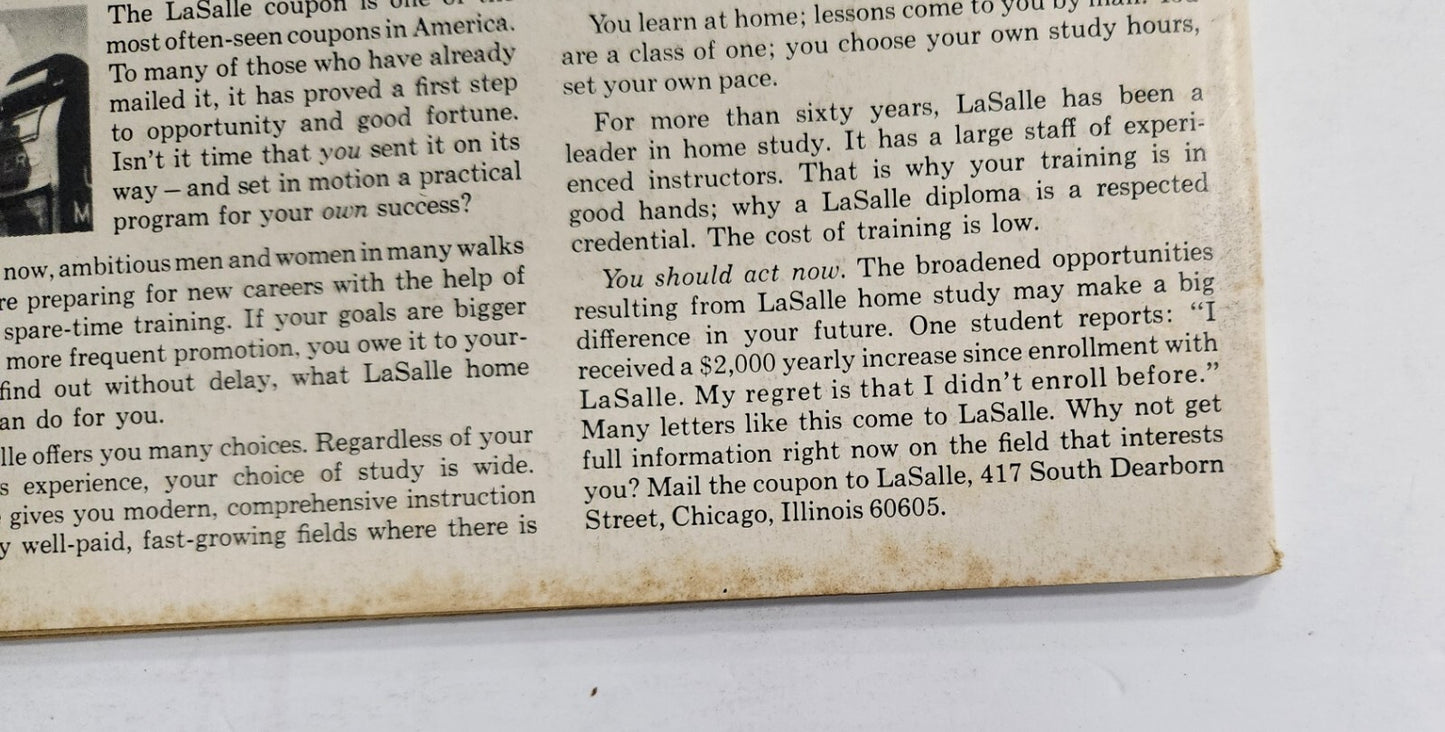 The LaSalle coupon is one of the
most often-seen coupons in America.
To many of those who have already
mailed it, it has proved a first step
to opportunity and good fortune.
Isn't it time that you sent it on its
way – and set in motion a practical
program for your own success?
now, ambitious men and women in many walks
re preparing for new careers with the help of
spare-time training. If your goals are bigger
more frequent promotion, you owe it to your-
find out without delay, what LaSalle home
an do for you.
lle offers you many choices. Regardless of your
s experience, your choice of study is wide.
gives you modern, comprehensive instruction
y well-paid, fast-growing fields where there is
You learn at home; lessons come to you by mail. You
are a class of one; you choose your own study hours,
set your own pace.
For more than sixty years, LaSalle has been a
leader in home study. It has a large staff of experi-
enced instructors. That is why your training is in
good hands; why a LaSalle diploma is a respected
credential. The cost of training is low.
You should act now. The broadened opportunities
resulting from LaSalle home study may make a big
difference in your future. One student reports: “I
received a $2,000 yearly increase since enrollment with
LaSalle. My regret is that I didn't enroll before.”
Many letters like this come to LaSalle. Why not get
full information right now on the field that interests
you? Mail the coupon to LaSalle, 417 South Dearborn
Street, Chicago, Illinois 60605.